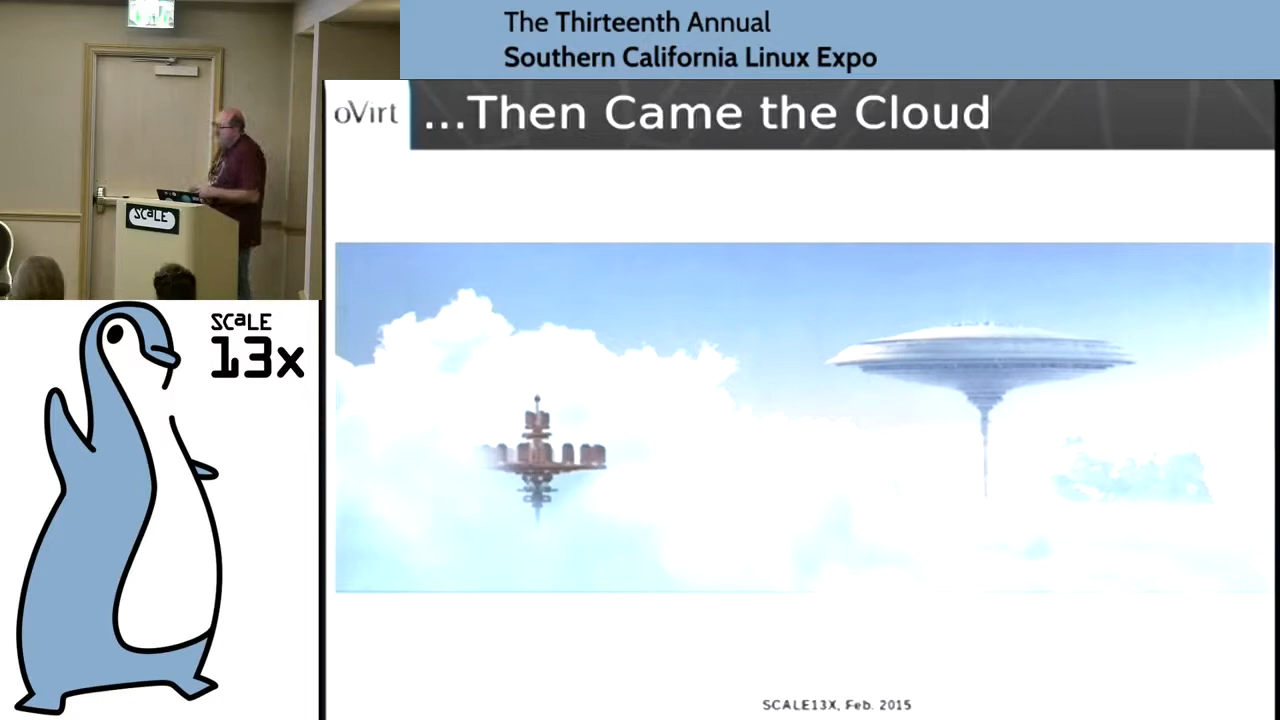 The Thirteenth Annual
Southern California Linux Expo
oVirt
...Then Came the Cloud
SCaLE
SCaLE
13x
SCALE13X, Feb. 2015